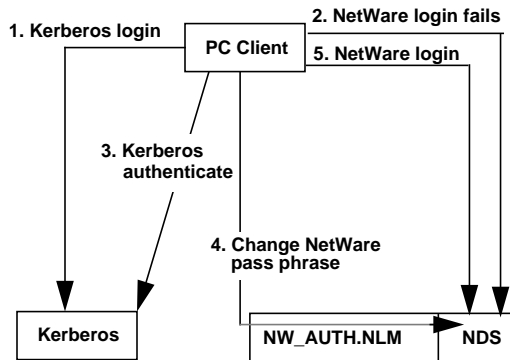 2. NetWare login fails
1. Kerberos login
PC Client
5. NetWare login
3. Kerberos
authenticate
4. Change NetWare
pass phrase
Kerberos
NW_AUTH.NLM
NDS